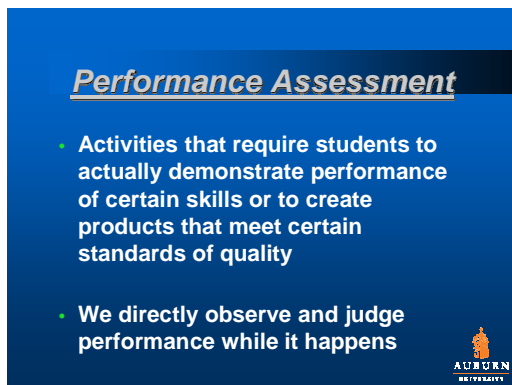 Performance Assessment
• Activities that require students to
actually demonstrate performance
of certain skills or to create
products that meet certain
standards of quality
• We directly observe and judge
performance while it happens
AUBURN
UNIVERSITY